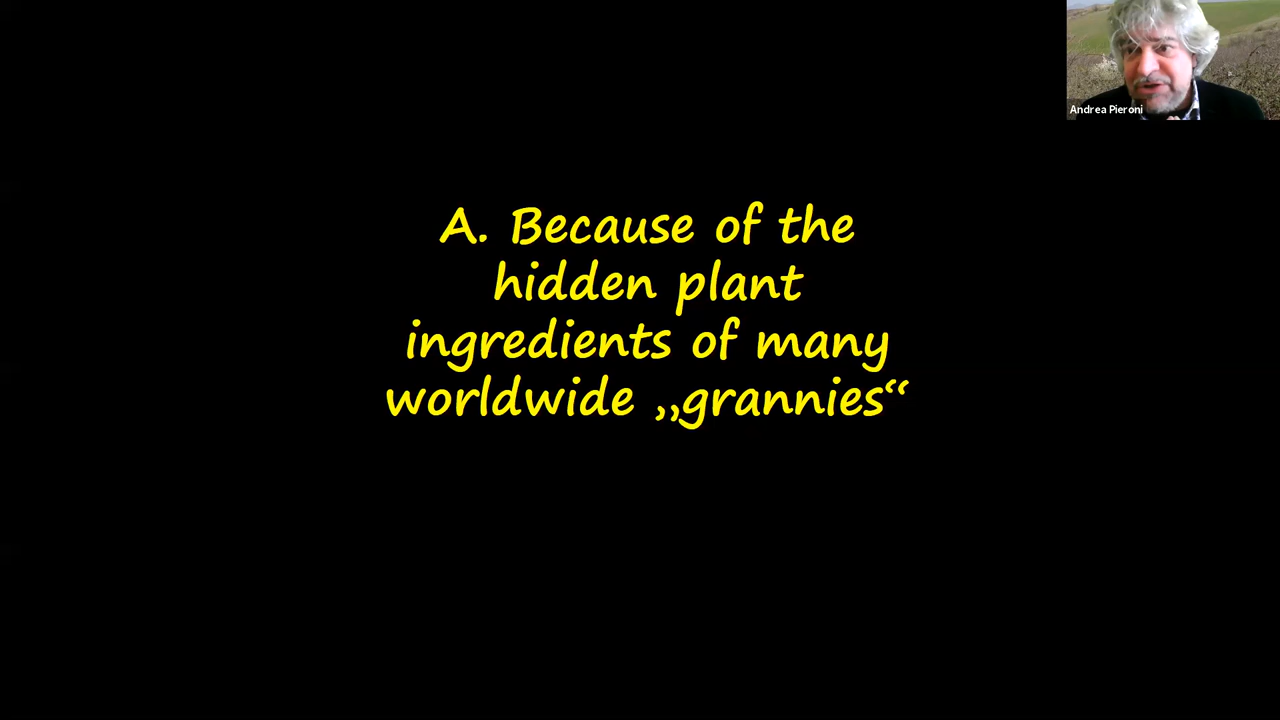 Andrea Pieroni
A. Because of the
hidden plant
ingredients of many
worldwide „grannies“